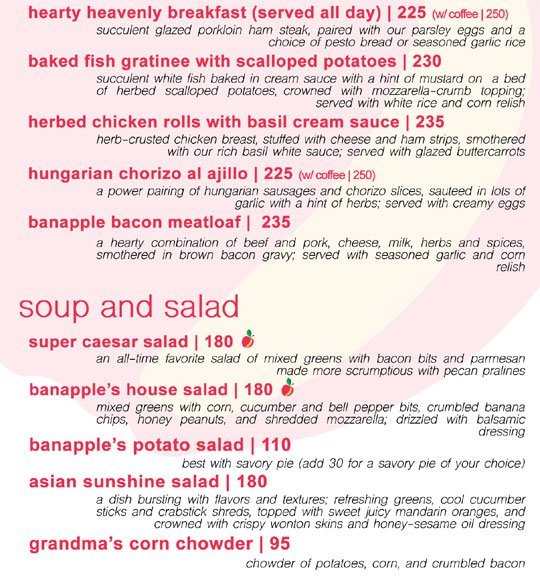 hearty heavenly breakfast (served all day) | 225 (w/ coffee | 250)
succulent glazed porkloin ham steak, paired with our parsley eggs and a
choice of pesto bread or seasoned garlic rice
baked fish gratinee with scalloped potatoes | 230
succulent white fish baked in cream sauce with a hint of mustard on a bed
of herbed scalloped potatoes, crowned with mozzarella-crumb topping;
served with white rice and corn relish
herbed chicken rolls with basil cream sauce | 235
herb-crusted chicken breast, stuffed with cheese and ham strips, smothered
with our rich basil white sauce; served with glazed buttercarrots
hungarian chorizo al ajillo | 225 (w/ coffee | 250)
a power pairing of hungarian sausages and chorizo slices, sauteed in lots of
garlic with a hint of herbs; served with creamy eggs
banapple bacon meatloaf | 235
a hearty combination of beef and pork, cheese, milk, herbs and spices,
smothered in brown bacon gravy; served with seasoned garlic and corn
relish
soup and salad
super caesar salad | 180
an all-time favorite salad of mixed greens with bacon bits and parmesan
made more scrumptious with pecan pralines
banapple's house salad | 180
mixed greens with corn, cucumber and bell pepper bits, crumbled banana
chips, honey peanuts, and shredded mozzarella; drizzled with balsamic
dressing
banapple's potato salad | 110
best with savory pie (add 30 for a savory pie of your choice)
asian sunshine salad | 180
a dish bursting with flavors and textures; refreshing greens, cool cucumber
sticks and crabstick shreds, topped with sweet juicy mandarin oranges, and
crowned with crispy wonton skins and honey-sesame oil dressing
grandma's corn chowder | 95
chowder of potatoes, corn, and crumbled bacon